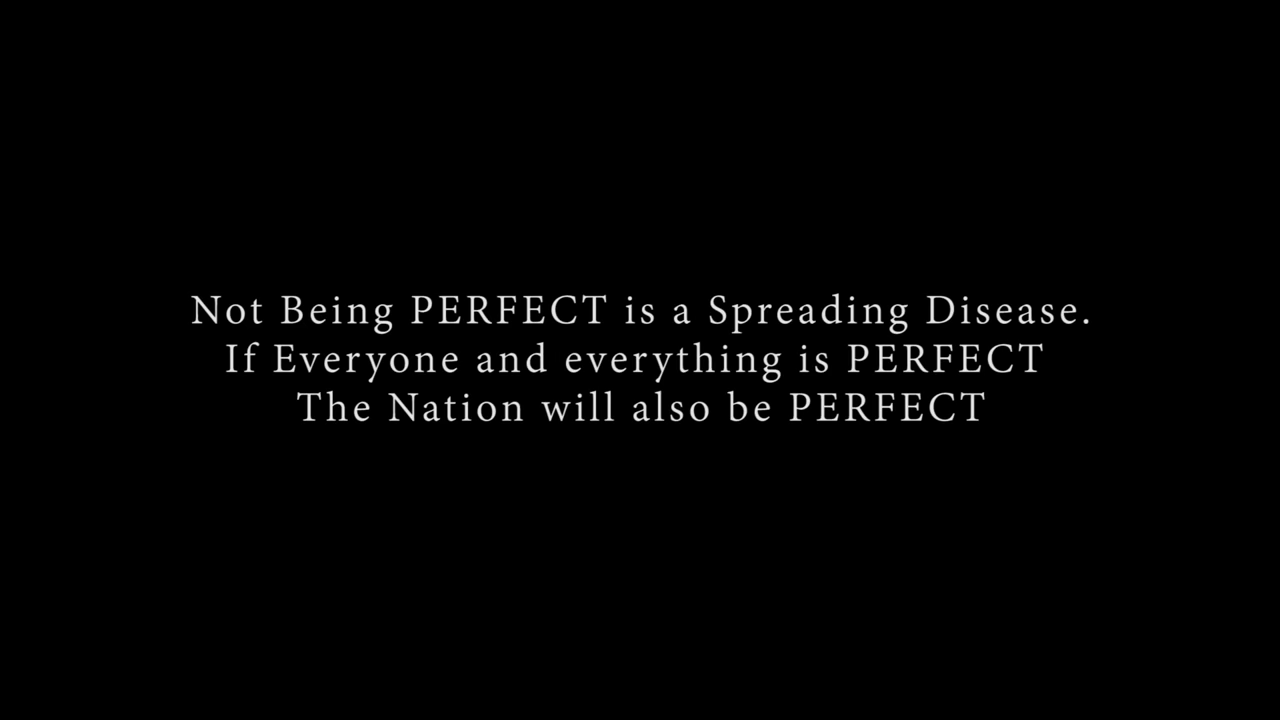 Not Being PERFECT is a Spreading Disease.
If Everyone and everything is PERFECT
The Nation will also be PERFECT